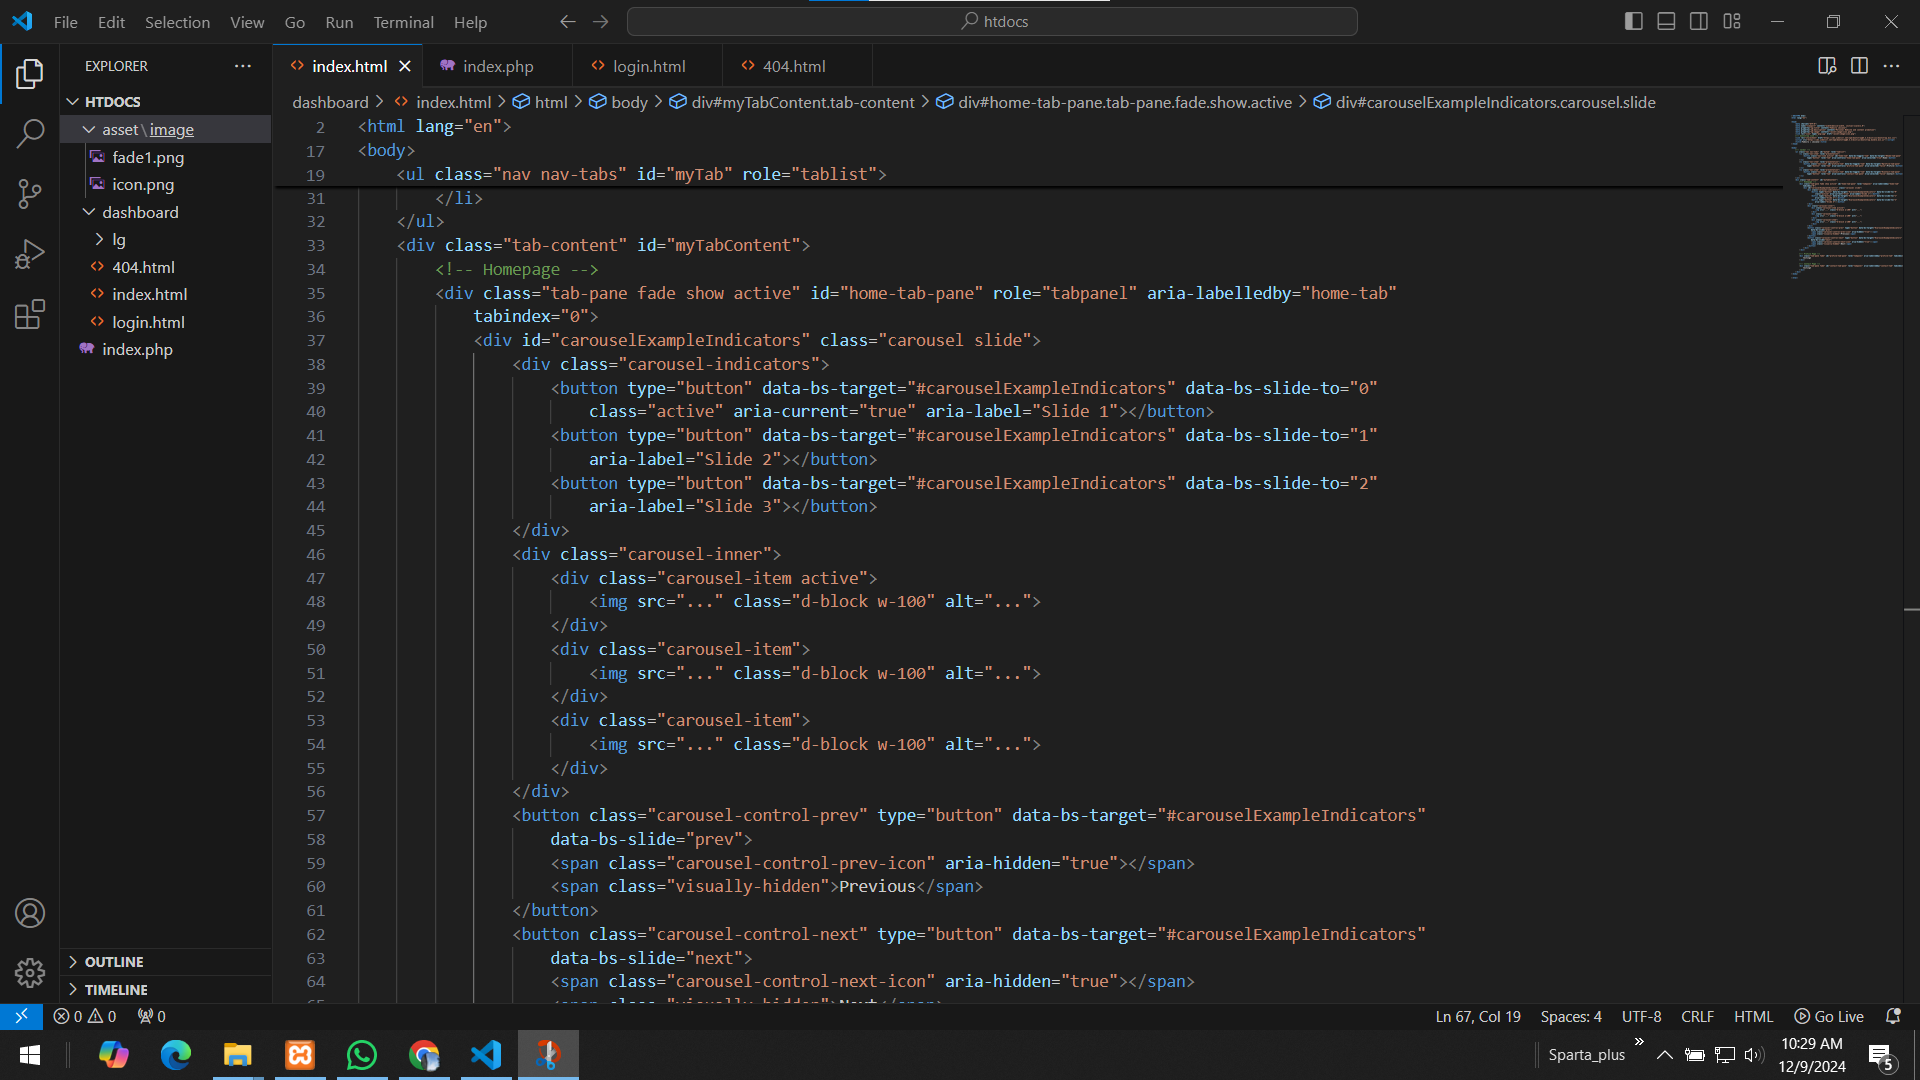 File Edit Selection View Go Run Terminal Help
htdocs
EXPLORER
HTDOCS
asset\image
fade1.png
icon.png
dashboard
lg
404.html
index.html
login.html
index.php
OUTLINE
TIMELINE
index.html index.php login.html 404.html
dashboard > index.html > html > body > div#myTabContent.tab-content > div#home-tab-pane.tab-pane.fade.show.active > div#carouselExampleIndicators.carousel.slide
2 <html lang="en">
17 <body>
19 <ul class="nav nav-tabs" id="myTab" role="tablist">
31 </li>
32 </ul>
33 <div class="tab-content" id="myTabContent">
34 <!-- Homepage -->
35 <div class="tab-pane fade show active" id="home-tab-pane" role="tabpanel" aria-labelledby="home-tab"
36 tabindex="0">
37 <div id="carouselExampleIndicators" class="carousel slide">
38 <div class="carousel-indicators">
39 <button type="button" data-bs-target="#carouselExampleIndicators" data-bs-slide-to="0"
40 class="active" aria-current="true" aria-label="Slide 1"></button>
41 <button type="button" data-bs-target="#carouselExampleIndicators" data-bs-slide-to="1"
42 aria-label="Slide 2"></button>
43 <button type="button" data-bs-target="#carouselExampleIndicators" data-bs-slide-to="2"
44 aria-label="Slide 3"></button>
45 </div>
46 <div class="carousel-inner">
47 <div class="carousel-item active">
48 <img src="..." class="d-block w-100" alt="...">
49 </div>
50 <div class="carousel-item">
51 <img src="..." class="d-block w-100" alt="...">
52 </div>
53 <div class="carousel-item">
54 <img src="..." class="d-block w-100" alt="...">
55 </div>
56 </div>
57 <button class="carousel-control-prev" type="button" data-bs-target="#carouselExampleIndicators"
58 data-bs-slide="prev">
59 <span class="carousel-control-prev-icon" aria-hidden="true"></span>
60 <span class="visually-hidden">Previous</span>
61 </button>
62 <button class="carousel-control-next" type="button" data-bs-target="#carouselExampleIndicators"
63 data-bs-slide="next">
64 <span class="carousel-control-next-icon" aria-hidden="true"></span>
65 <span class="visually-hidden">Next</span>
0 0 0
Ln 67, Col 19 Spaces: 4 UTF-8 CRLF HTML Go Live
Sparta_plus
10:29 AM
12/9/2024
5